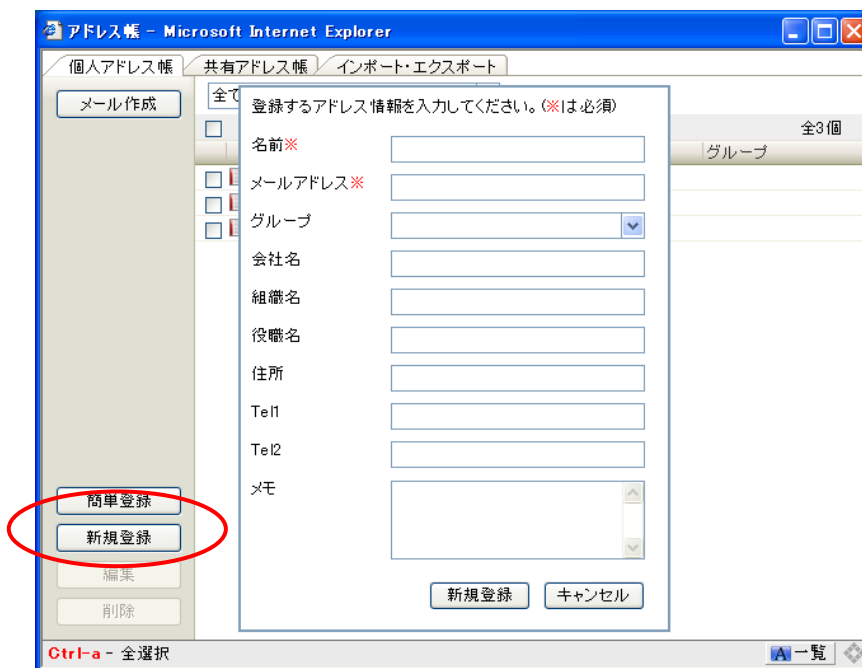 アドレス帳 - Microsoft Internet Explorer
個人アドレス帳 共有アドレス帳 インポート・エクスポート
メール作成
全て
登録するアドレス情報を入力してください。(※は必須)
全3個
名前※
グループ
メールアドレス※
グループ
会社名
組織名
役職名
住所
Tel1
Tel2
メモ
簡単登録
新規登録
編集
削除
新規登録 キャンセル
Ctrl-a - 全選択
A 一覧